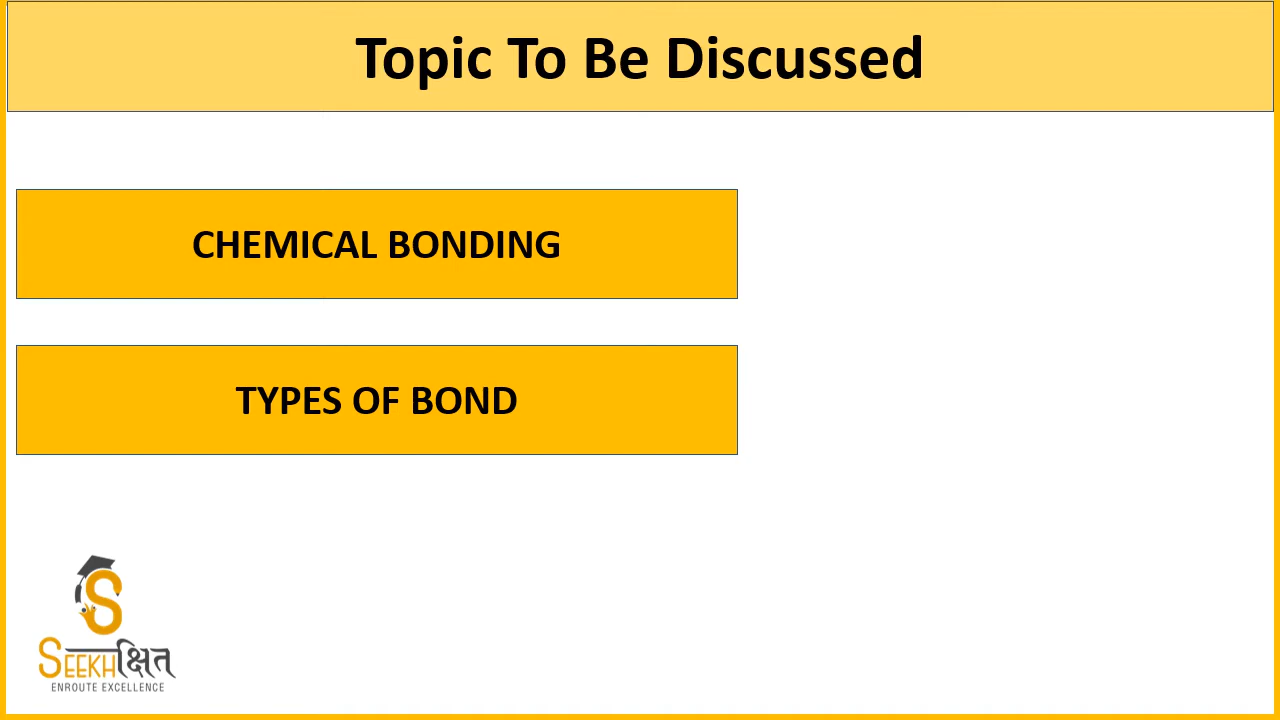 Topic To Be Discussed
CHEMICAL BONDING
TYPES OF BOND
S
SEEKHक्षित
ENROUTE EXCELLENCE